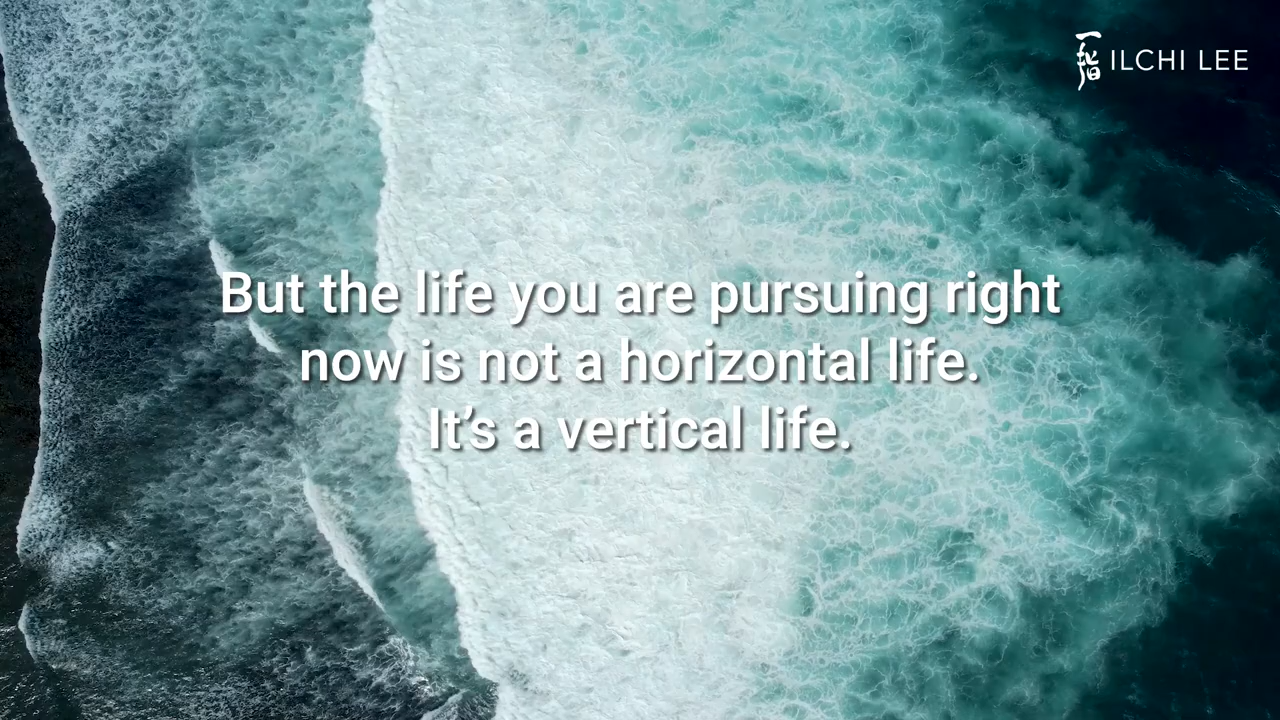 ILCHI LEE
But the life you are pursuing right
now is not a horizontal life.
It’s a vertical life.